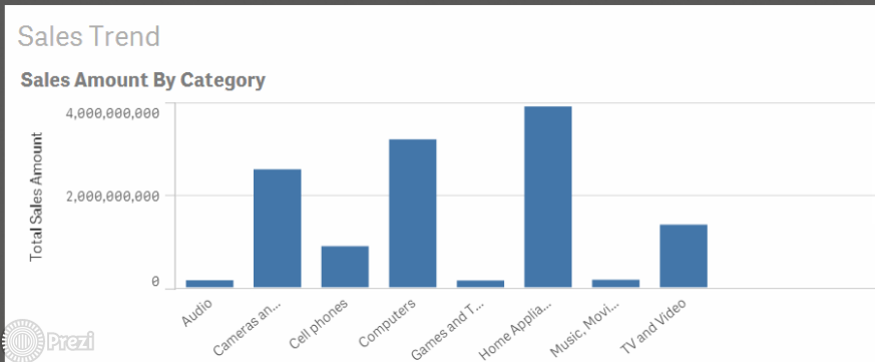 Sales Trend
Sales Amount By Category
Total Sales Amount
4,000,000,000
2,000,000,000
0
Audio
Cameras an...
Cell phones
Computers
Games and T...
Home Applia...
Music, Movi...
TV and Video
Prezi